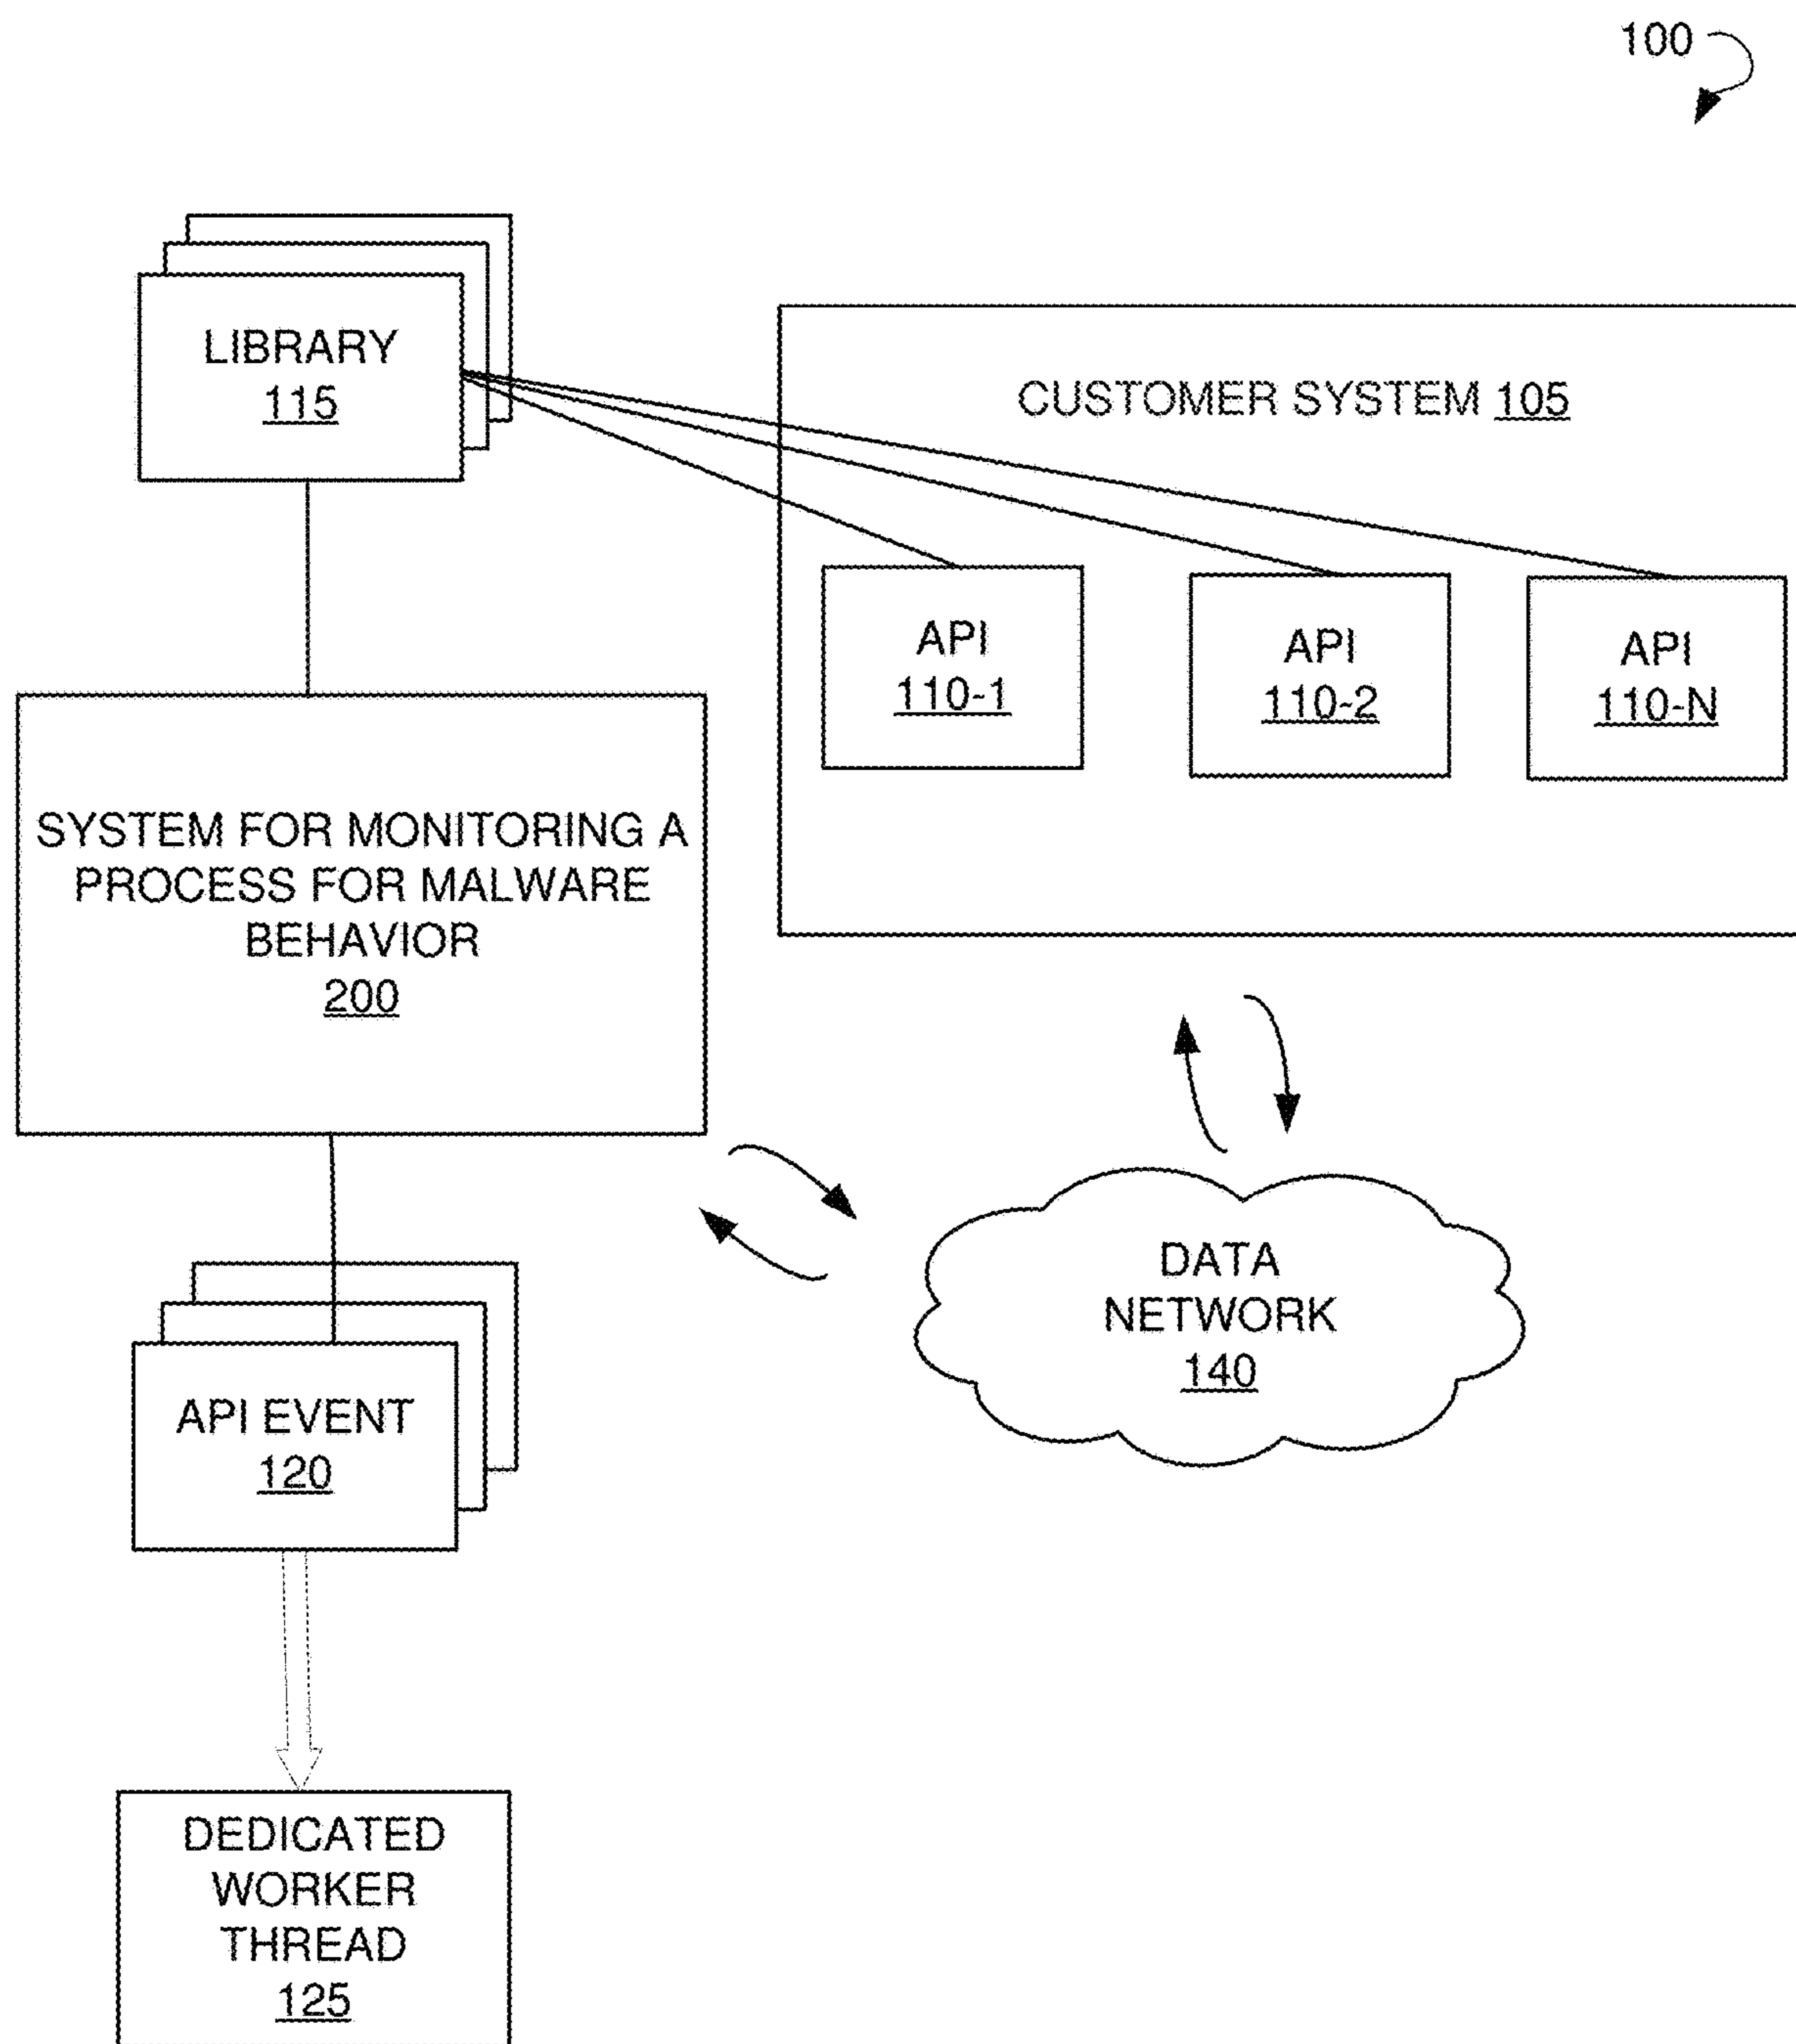 100
LIBRARY
115
CUSTOMER SYSTEM 105
API
110-1
API
110-2
API
110-N
SYSTEM FOR MONITORING A
PROCESS FOR MALWARE
BEHAVIOR
200
DATA
NETWORK
140
API EVENT
120
DEDICATED
WORKER
THREAD
125